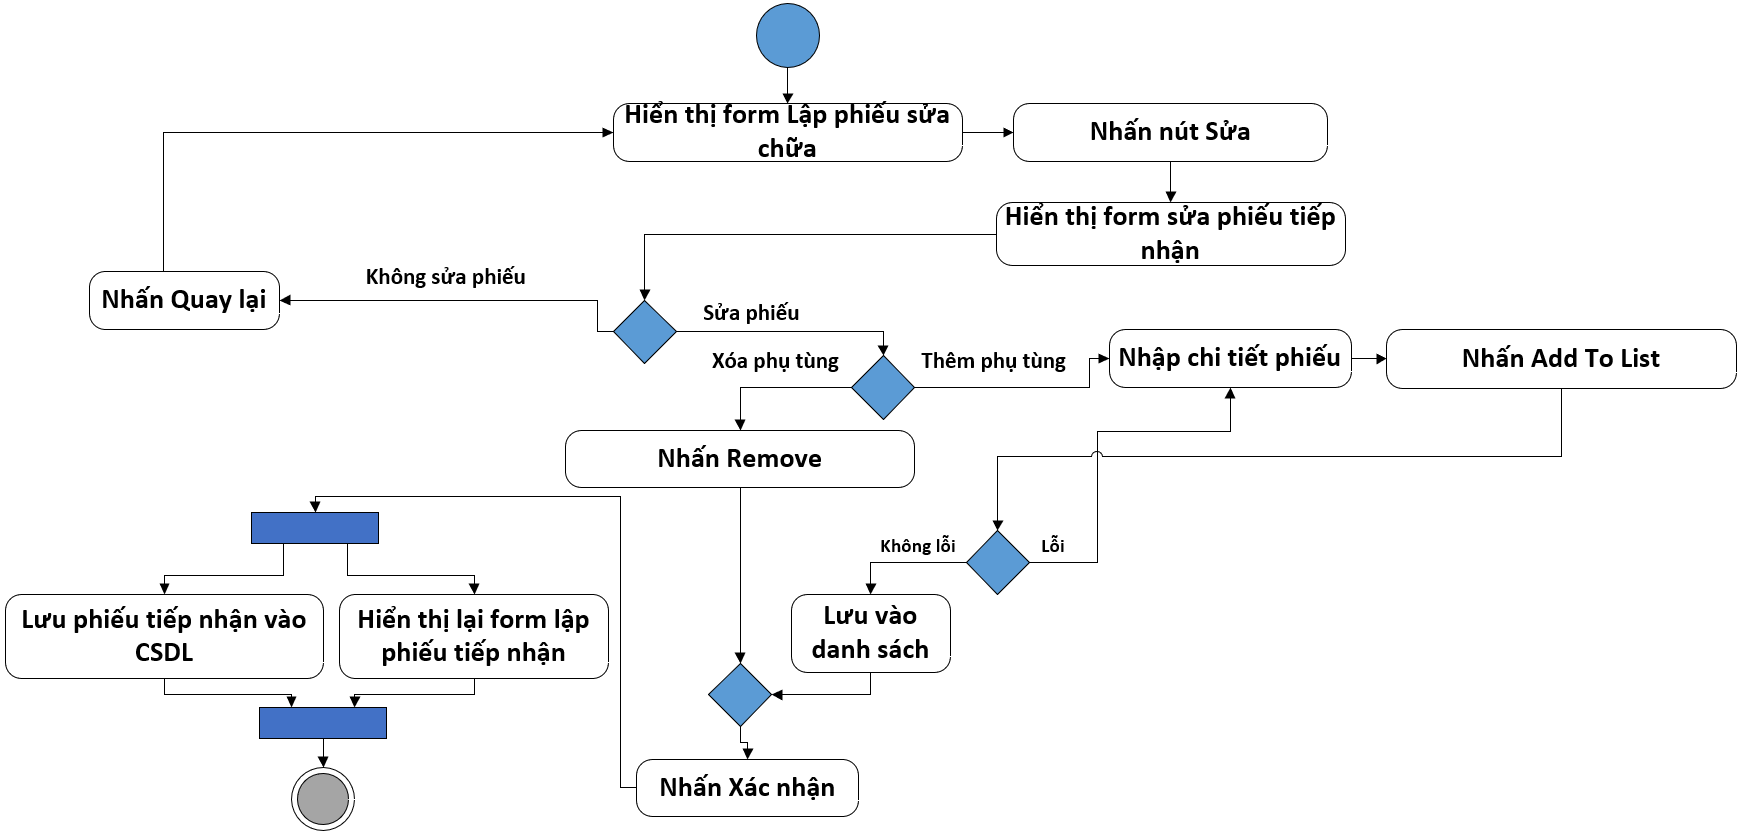 Hiển thị form Lập phiếu sửa
chữa
Nhấn nút Sửa
Hiển thị form sửa phiếu tiếp
nhận
Không sửa phiếu
Nhấn Quay lại
Sửa phiếu
Xóa phụ tùng
Thêm phụ tùng
Nhập chi tiết phiếu
Nhấn Add To List
Nhấn Remove
Không lỗi
Lỗi
Lưu phiếu tiếp nhận vào
CSDL
Hiển thị lại form lập
phiếu tiếp nhận
Lưu vào
danh sách
Nhấn Xác nhận